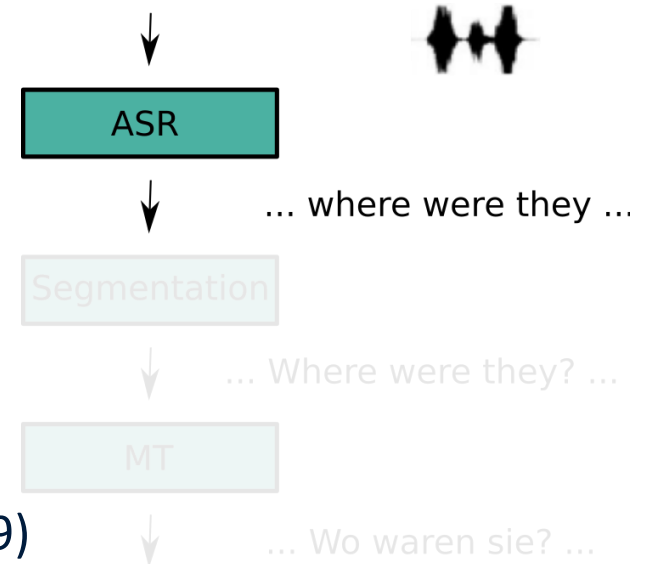 ASR
... where were they ...
Segmentation
... Where were they? ...
MT
9)
... Wo waren sie? ...